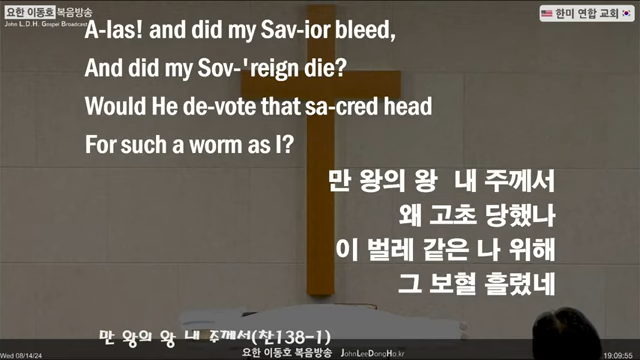 요한 이동호 복음방송
John L.D.H. Gospel Broadcast
한미 연합 교회
A-las! and did my Sav-ior bleed,
And did my Sov-'reign die?
Would He de-vote that sa-cred head
For such a worm as I?
만 왕의 왕 내 주께서
왜 고초 당했나
이 벌레 같은 나 위해
그 보혈 흘렸네
만 왕의 왕 내 주께서(찬138-1)
Wed 08/14/24
요한 이동호 복음방송 JohnLeeDongHo.kr
19:09:55